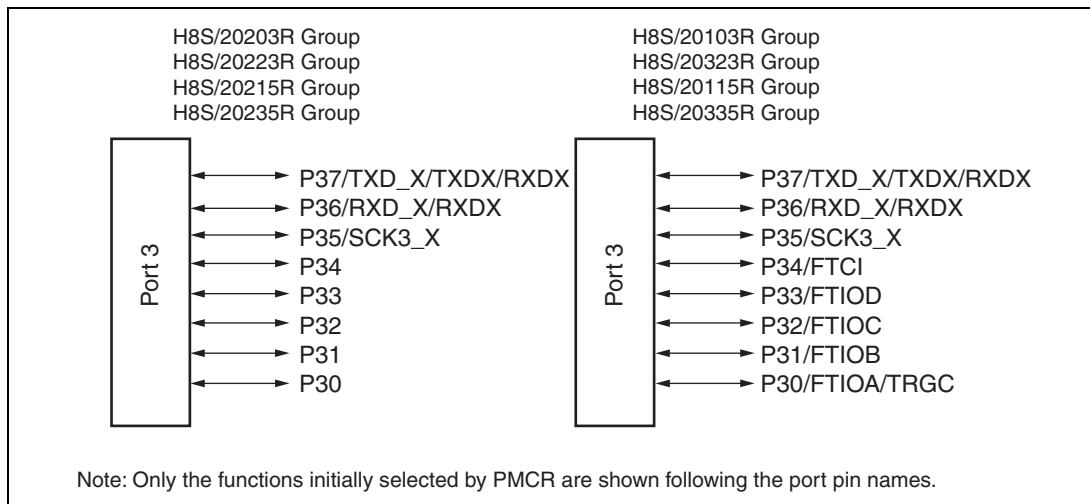 H8S/20203R Group
H8S/20223R Group
H8S/20215R Group
H8S/20235R Group
Port 3
P37/TXD_X/TXDX/RXDX
P36/RXD_X/RXDX
P35/SCK3_X
P34
P33
P32
P31
P30
H8S/20103R Group
H8S/20323R Group
H8S/20115R Group
H8S/20335R Group
Port 3
P37/TXD_X/TXDX/RXDX
P36/RXD_X/RXDX
P35/SCK3_X
P34/FTCI
P33/FTIOD
P32/FTIOC
P31/FTIOB
P30/FTIOA/TRGC
Note: Only the functions initially selected by PMCR are shown following the port pin names.